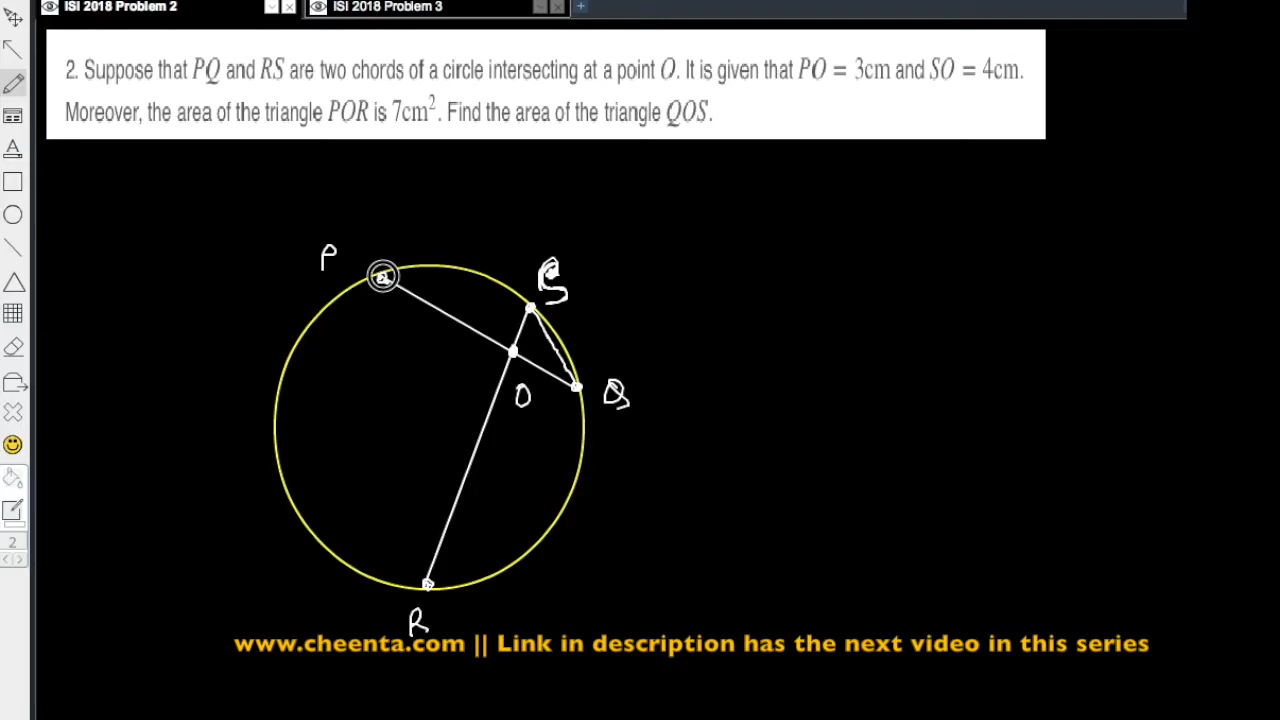 ISI 2018 Problem 2 ISI 2018 Problem 3
2. Suppose that PQ and RS are two chords of a circle intersecting at a point O. It is given that PO = 3cm and SO = 4cm.
Moreover, the area of the triangle POR is 7cm². Find the area of the triangle QOS.
P
S
O
Q
R
www.cheenta.com || Link in description has the next video in this series
A
2